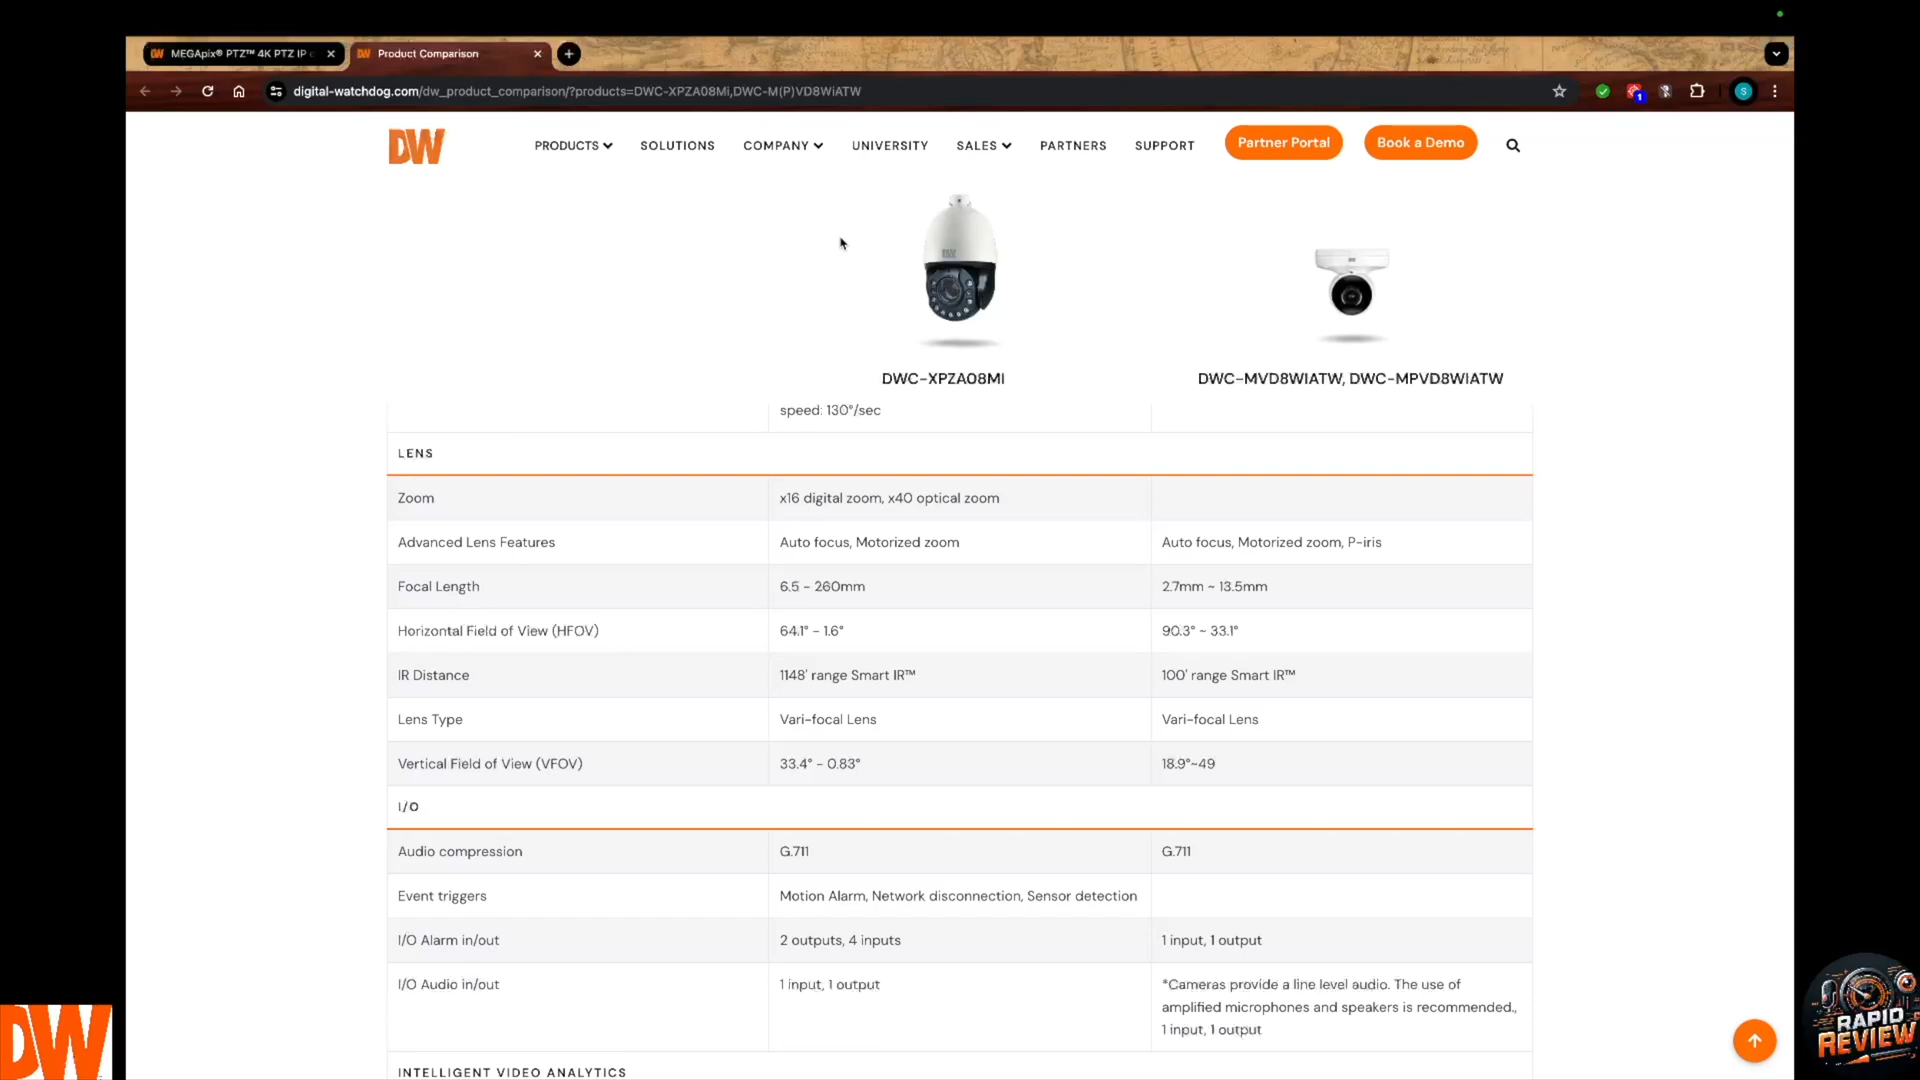 MEGApix® PTZ™ 4K PTZ IP
Product Comparison
digital-watchdog.com/dw_product_comparison/?products=DWC-XPZA08Mi,DWC-M(P)VD8WiATW
1
S
DW
PRODUCTS
SOLUTIONS
COMPANY
UNIVERSITY
SALES
PARTNERS
SUPPORT
Partner Portal
Book a Demo
DWC-XPZA08MI
DWC-MVD8WIATW, DWC-MPVD8WIATW
speed: 130°/sec
LENS
Zoom
x16 digital zoom, x40 optical zoom
Advanced Lens Features
Auto focus, Motorized zoom
Auto focus, Motorized zoom, P-iris
Focal Length
6.5 - 260mm
2.7mm ~ 13.5mm
Horizontal Field of View (HFOV)
64.1° - 1.6°
90.3° ~ 33.1°
IR Distance
1148' range Smart IR™
100' range Smart IR™
Lens Type
Vari-focal Lens
Vari-focal Lens
Vertical Field of View (VFOV)
33.4° - 0.83°
18.9°~49
I/O
Audio compression
G.711
G.711
Event triggers
Motion Alarm, Network disconnection, Sensor detection
I/O Alarm in/out
2 outputs, 4 inputs
1 input, 1 output
I/O Audio in/out
1 input, 1 output
*Cameras provide a line level audio. The use of
amplified microphones and speakers is recommended.,
1 input, 1 output
INTELLIGENT VIDEO ANALYTICS
DW
RAPID
REVIEW